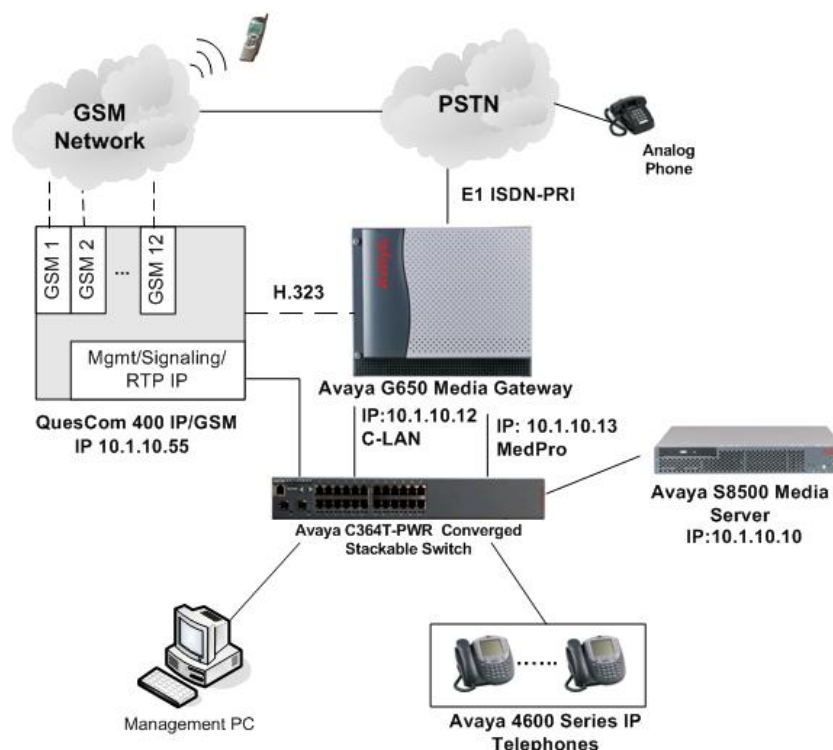 GSM
Network
PSTN
Analog
Phone
E1 ISDN-PRI
GSM 1
GSM 2
...
GSM 12
H.323
Mgmt/Signaling/
RTP IP
AVAYA
Avaya G650 Media Gateway
QuesCom 400 IP/GSM
IP 10.1.10.55
IP:10.1.10.12
C-LAN
IP: 10.1.10.13
MedPro
Avaya S8500 Media
Server
IP:10.1.10.10
Avaya C364T-PWR Converged
Stackable Switch
Management PC
......
Avaya 4600 Series IP
Telephones